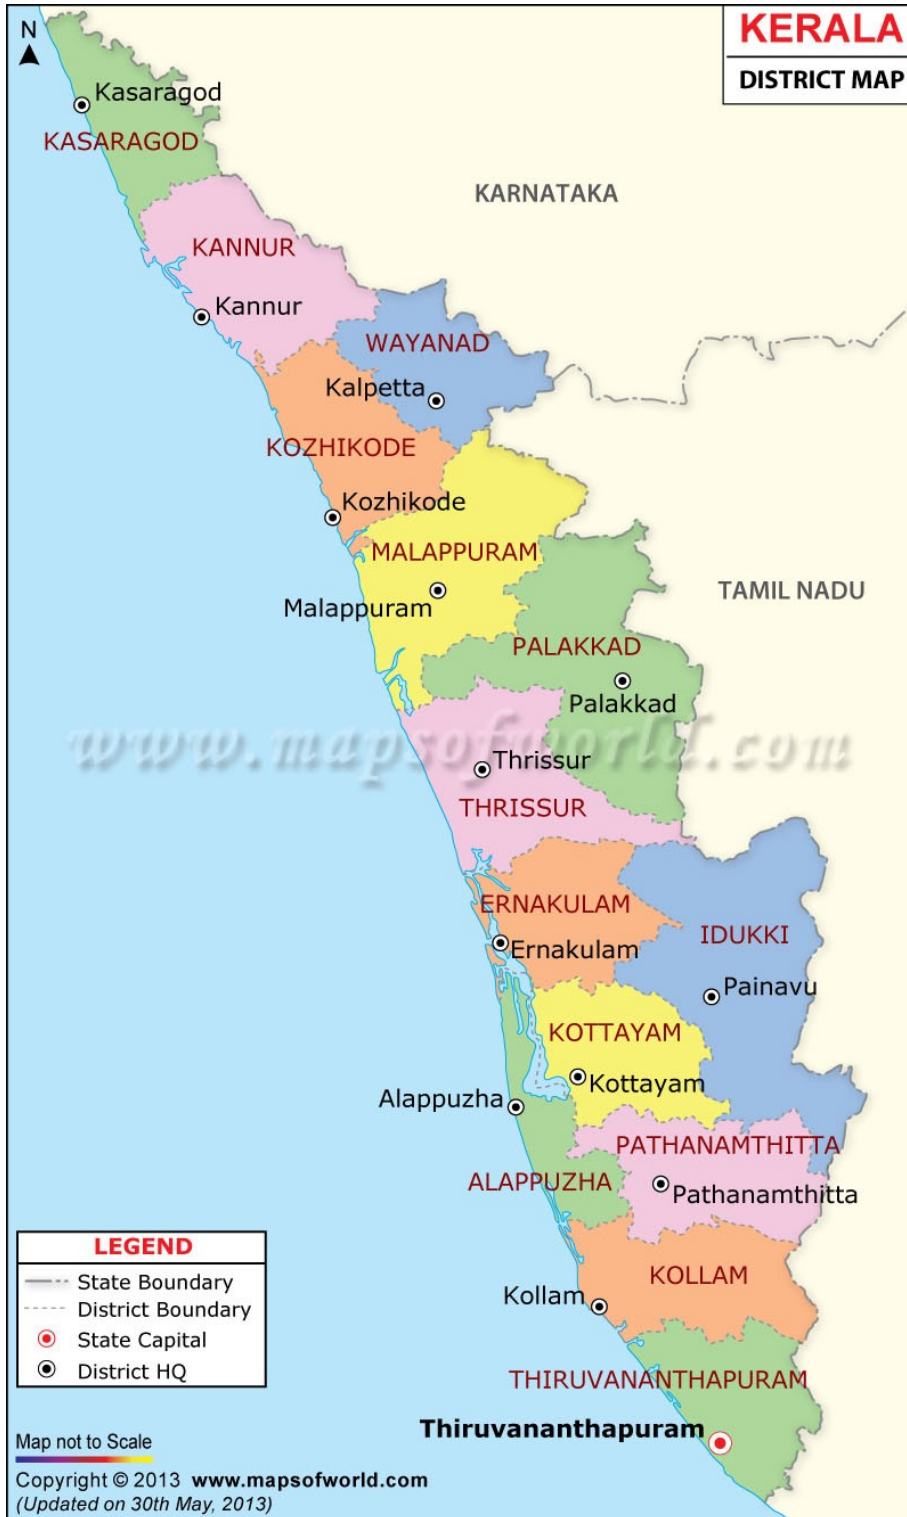 N
KERALA
DISTRICT MAP
Kasaragod
KASARAGOD
KARNATAKA
KANNUR
Kannur
WAYANAD
Kalpetta
KOZHIKODE
Kozhikode
MALAPPURAM
TAMIL NADU
Malappuram
PALAKKAD
Palakkad
www.mapsofworld.com
Thrissur
THRISSUR
ERNAKULAM
IDUKKI
Ernakulam
Painavu
KOTTAYAM
Kottayam
Alappuzha
PATHANAMTHITTA
ALAPPUZHA
Pathanamthitta
KOLLAM
Kollam
THIRUVANANTHAPURAM
Thiruvananthapuram
LEGEND
State Boundary
District Boundary
State Capital
District HQ
Map not to Scale
Copyright © 2013 www.mapsofworld.com
(Updated on 30th May, 2013)